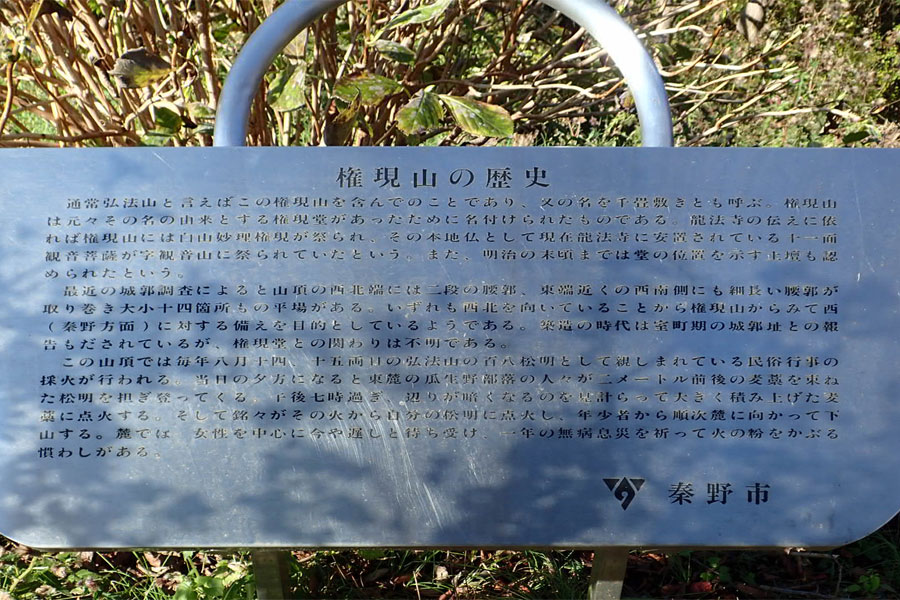 権現山の歴史
通常弘法山と言えばこの権現山を含んでのことであり、又の名を千畳敷きとも呼ぶ。権現山
は元々その名の由来とする権現堂があったために名付けられたものである。龍法寺の伝えに依
れば権現山には白山妙理権現が祭られ、その本地仏として現在龍法寺に安置されている十一面
観音菩薩が字観音山に祭られていたという。また、明治の末頃までは堂の位置を示す土壇も認
められたという。
最近の城郭調査によると山頂の西北端には二段の腰郭、東端近くの西南側にも細長い腰郭が
取り巻き大小十四箇所もの平場がある。いずれも西北を向いていることから権現山からみて西
(秦野方面)に対する備えを目的としているようである。築造の時代は室町期の城郭址との報
告もだされているが、権現堂との関わりは不明である。
この山頂では毎年八月十四、十五両日の弘法山の百八松明として親しまれている民俗行事の
採火が行われる。当日の夕方になると東麓の瓜生野部落の人々が二メートル前後の麦藁を束ね
た松明を担ぎ登ってくる。午後七時過ぎ、辺りが暗くなるのを見計らって大きく積み上げた麦
藁に点火する。そして銘々がその火から自分の松明に点火し、年少者から順次麓に向かって下
山する。麓では、女性を中心に今や遅しと待ち受け、一年の無病息災を祈って火の粉をかぶる
慣わしがある。
秦野市